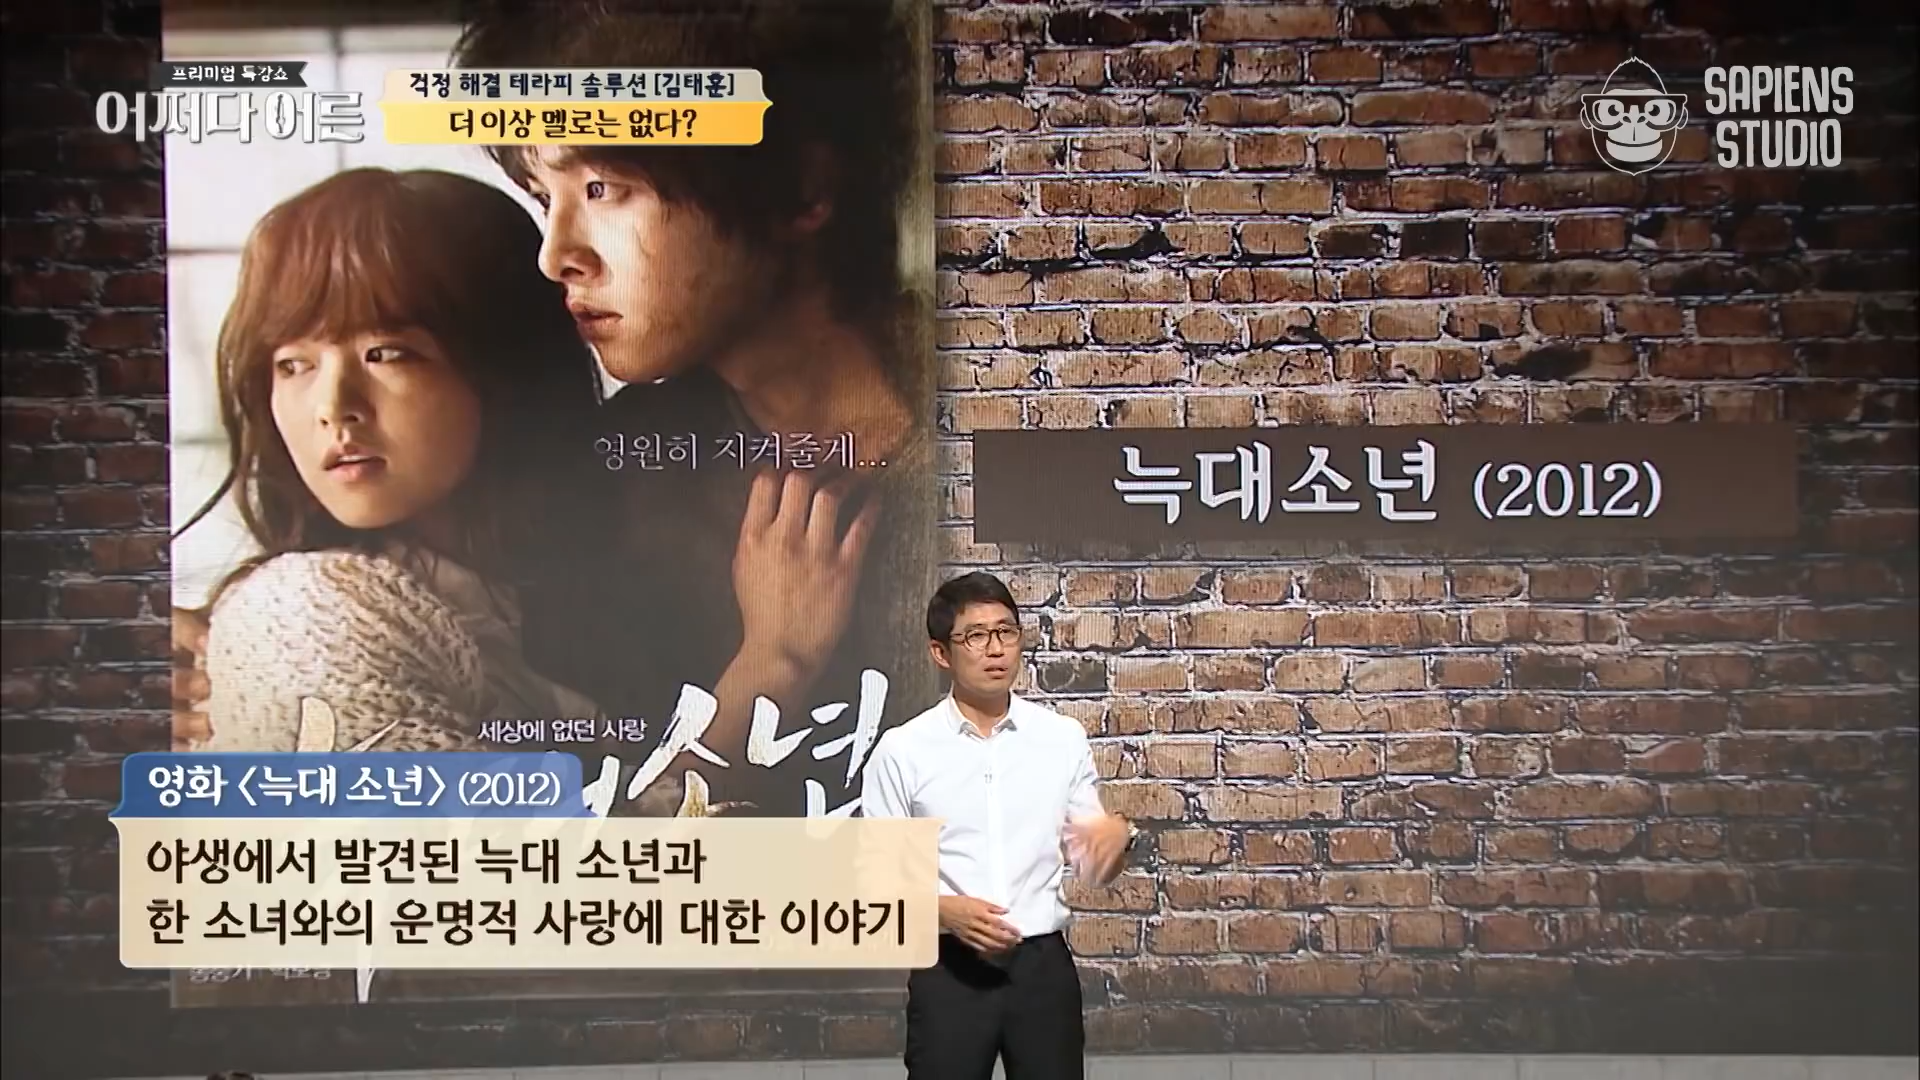 프리미엄 특강쇼
어쩌다 어른
걱정 해결 테라피 솔루션 [김태훈]
더 이상 멜로는 없다?
SAPIENS
STUDIO
영원히 지켜줄게...
늑대소년 (2012)
세상에 없던 사랑
소년
영화 <늑대 소년> (2012)
야생에서 발견된 늑대 소년과
한 소녀와의 운명적 사랑에 대한 이야기